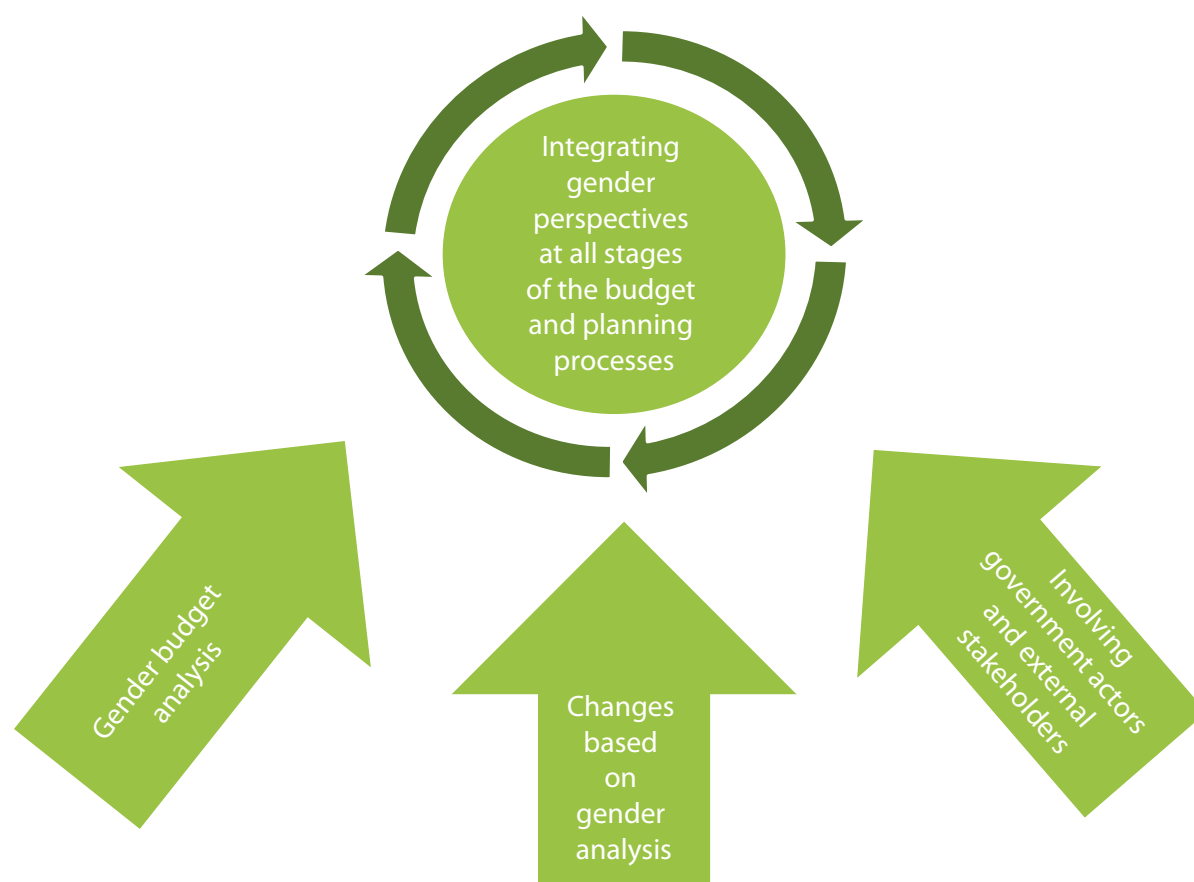 Integrating
gender
perspectives
at all stages
of the budget
and planning
processes
Gender budget
analysis
Changes
based
on
gender
analysis
Involving
government actors
and external
stakeholders